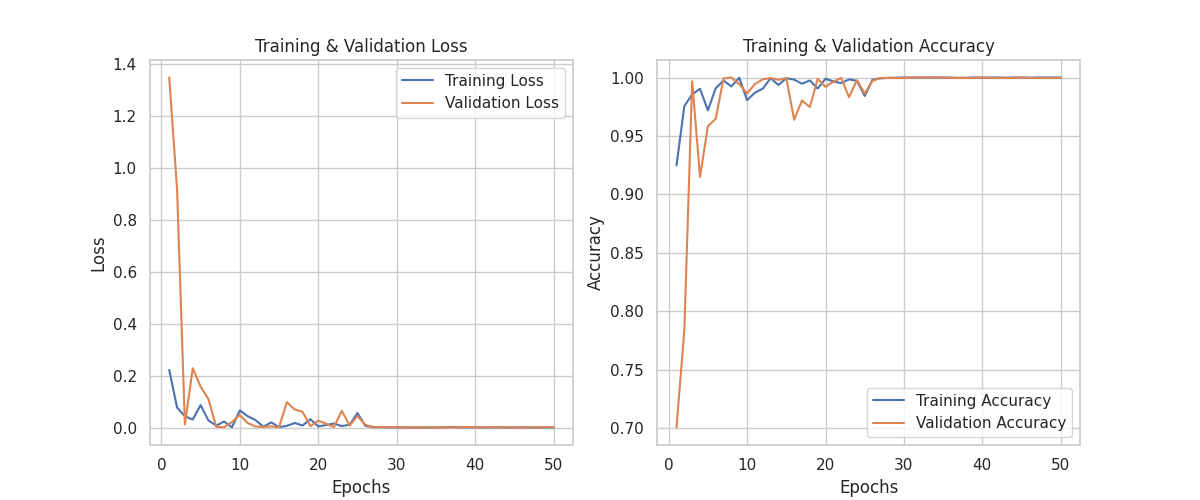 Training & Validation Loss
1.4
1.2
1.0
0.8
0.6
0.4
0.2
0.0
Loss
0 10 20 30 40 50
Epochs
Training Loss
Validation Loss
Training & Validation Accuracy
1.00
0.95
0.90
0.85
0.80
0.75
0.70
Accuracy
0 10 20 30 40 50
Epochs
Training Accuracy
Validation Accuracy